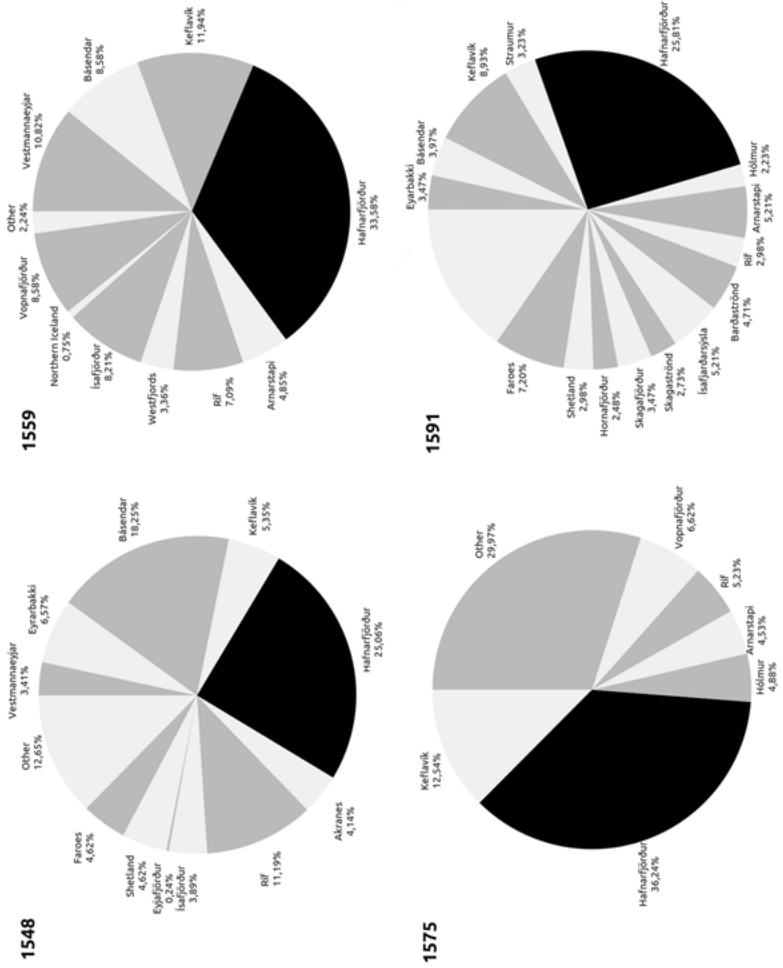 1548
Vestmannaeyjar
3,41%
Eyrarbakki
6,57%
Básendar
18,25%
Keflavík
5,35%
Hafnarfjörður
25,06%
Akranes
4,14%
Rif
11,19%
Ísafjörður
3,89%
Eyjafjörður
0,24%
Shetland
4,62%
Faroes
4,62%
Other
12,65%
1559
Vestmannaeyjar
10,82%
Básendar
8,58%
Keflavík
11,94%
Hafnarfjörður
33,58%
Arnarstapi
4,85%
Rif
7,09%
Westfjords
3,36%
Ísafjörður
8,21%
Northern Iceland
0,75%
Vopnafjörður
8,58%
Other
2,24%
1575
Other
29,97%
Vopnafjörður
6,62%
Rif
5,23%
Arnarstapi
4,53%
Hólmur
4,88%
Hafnarfjörður
36,24%
Keflavík
12,54%
1591
Eyarbakki
3,47%
Básendar
3,97%
Keflavík
8,93%
Straumur
3,23%
Hafnarfjörður
25,81%
Hólmur
2,23%
Arnarstapi
5,21%
Rif
2,98%
Barðaströnd
4,71%
Ísafjarðarsýsla
5,21%
Skagaströnd
2,73%
Skagafjörður
3,47%
Hornafjörður
2,48%
Shetland
2,98%
Faroes
7,20%